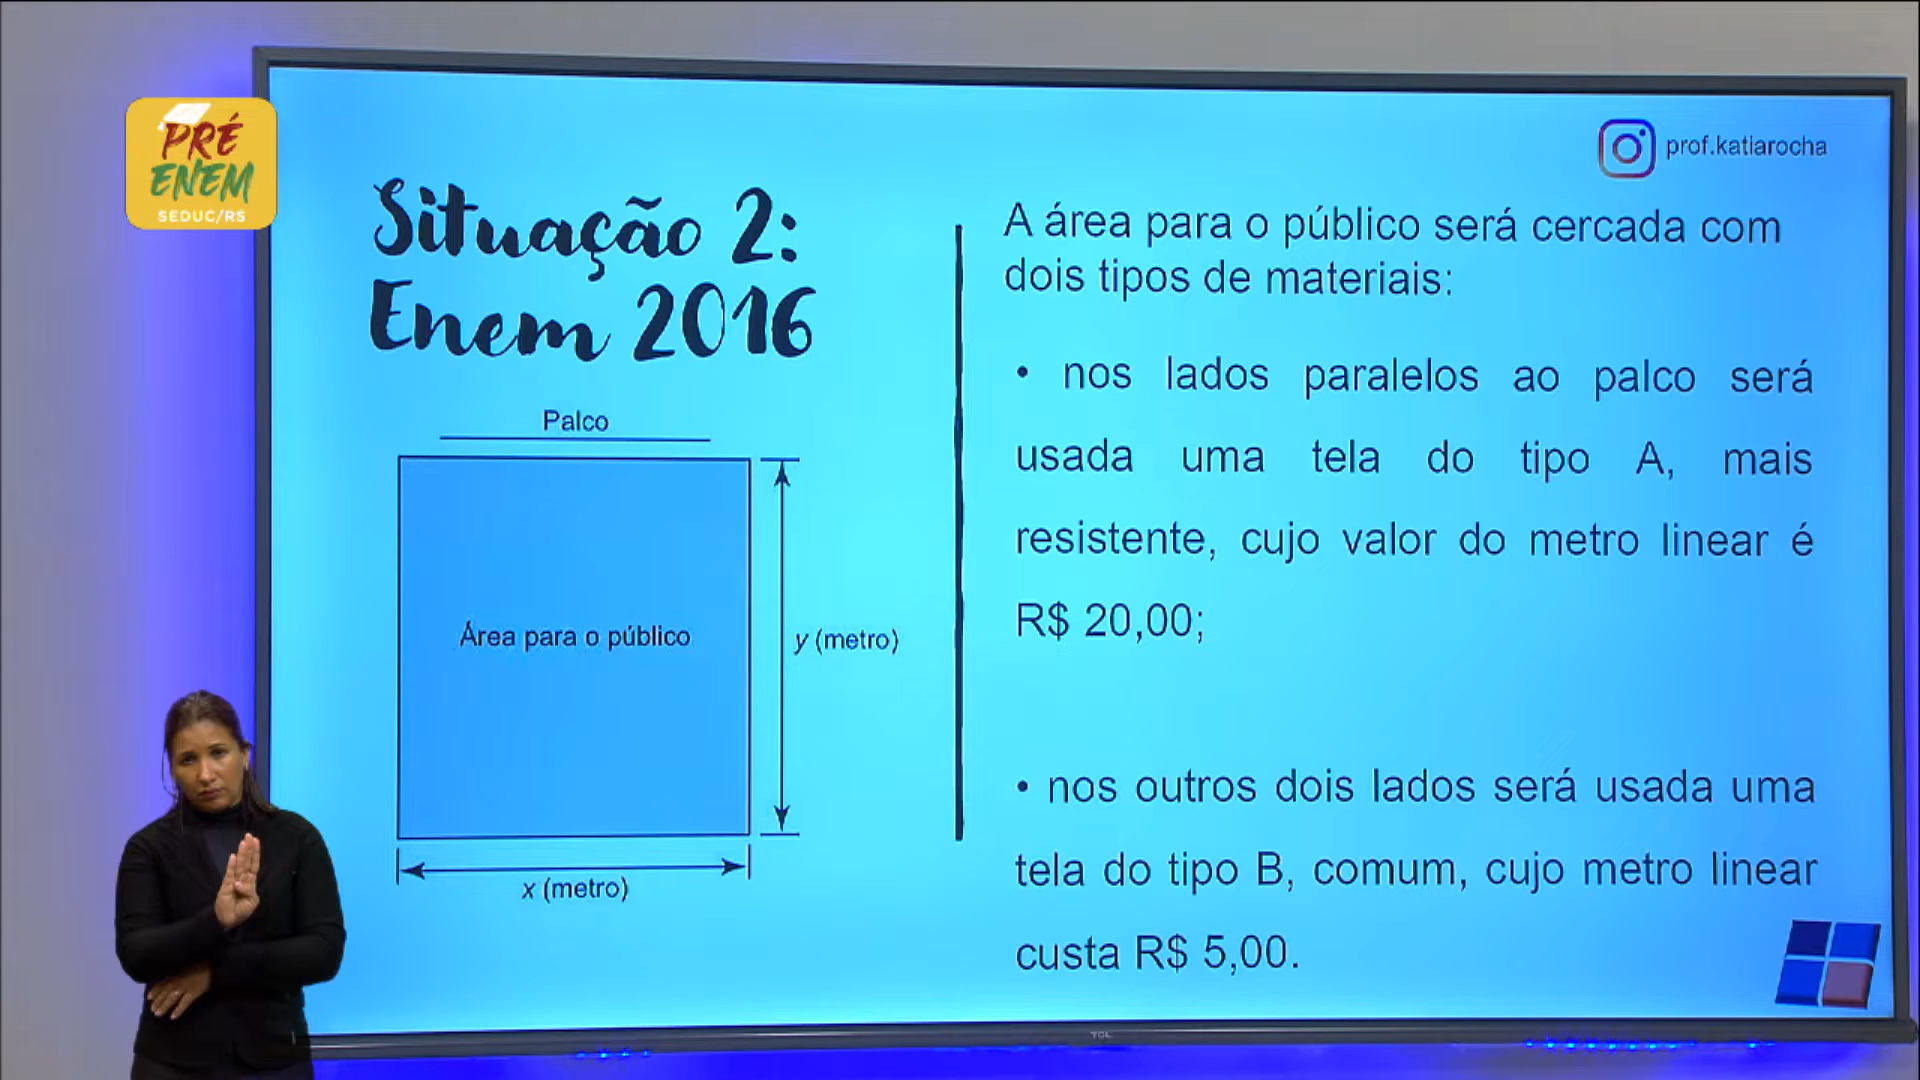 PRÉ
ENEM
SEDUC/RS
prof.katiarocha
Situação 2:
Enem 2016
Palco
Área para o público
y (metro)
x (metro)
A área para o público será cercada com
dois tipos de materiais:
• nos lados paralelos ao palco será
usada uma tela do tipo A, mais
resistente, cujo valor do metro linear é
R$ 20,00;
• nos outros dois lados será usada uma
tela do tipo B, comum, cujo metro linear
custa R$ 5,00.
TCL